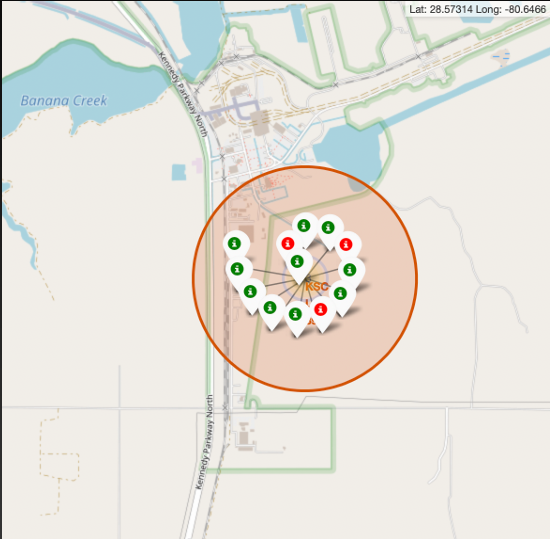 Lat: 28.57314 Long: -80.6466
Kennedy Parkway North
Banana Creek
KSC
Kennedy Parkway North